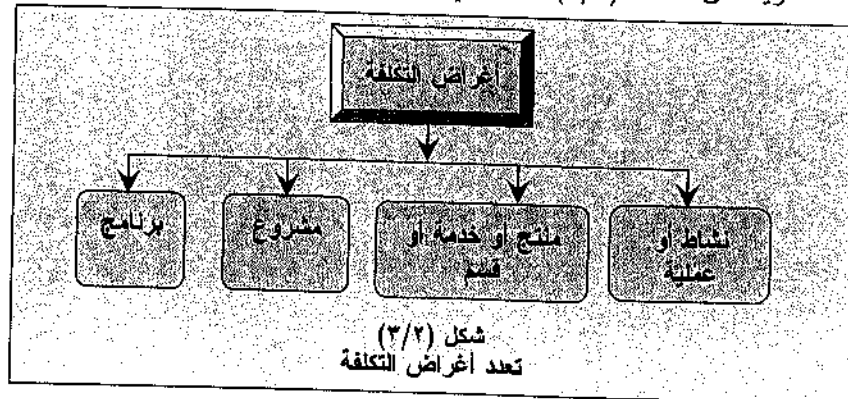 أغراض التكلفة
نشاط أو
عملية
منتج أو خدمة أو
قسم
مشروع
برنامج
شكل (٣/٢)
تعدد أغراض التكلفة